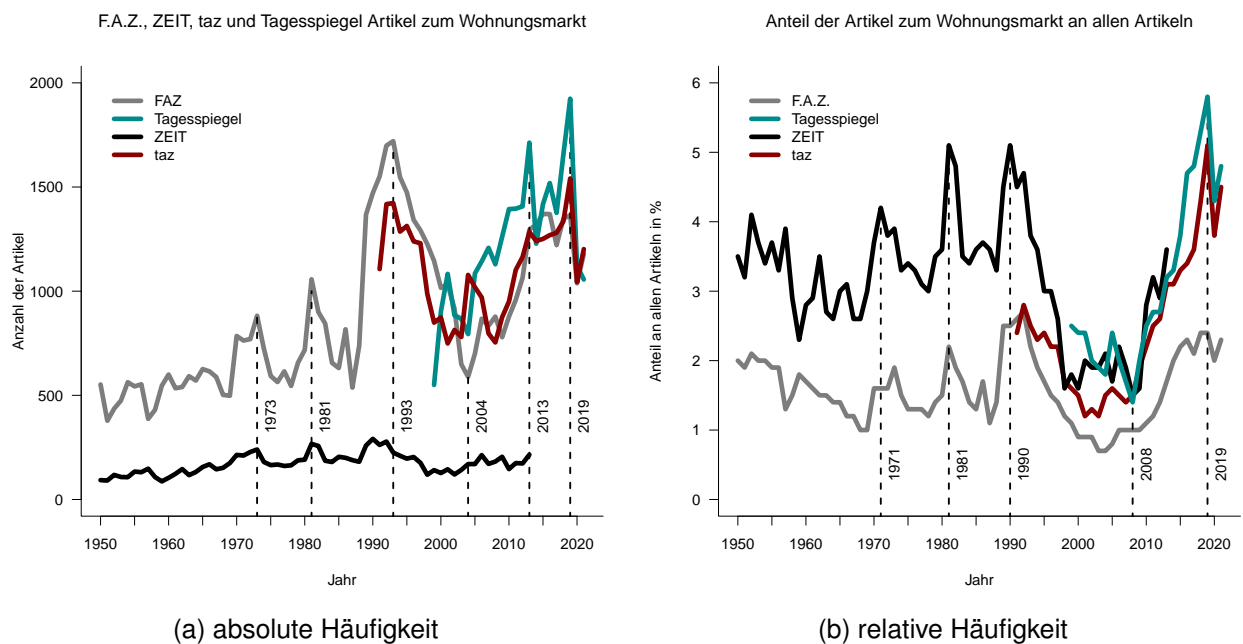 F.A.Z., ZEIT, taz und Tagesspiegel Artikel zum Wohnungsmarkt
Anzahl der Artikel
2000
1500
1000
500
0
FAZ
Tagesspiegel
ZEIT
taz
1973
1981
1993
2004
2013
2019
1950
1960
1970
1980
1990
2000
2010
2020
Jahr
(a) absolute Häufigkeit
Anteil der Artikel zum Wohnungsmarkt an allen Artikeln
Anteil an allen Artikeln in %
6
5
4
3
2
1
0
F.A.Z.
Tagesspiegel
ZEIT
taz
1971
1981
1990
2008
2019
1950
1960
1970
1980
1990
2000
2010
2020
Jahr
(b) relative Häufigkeit